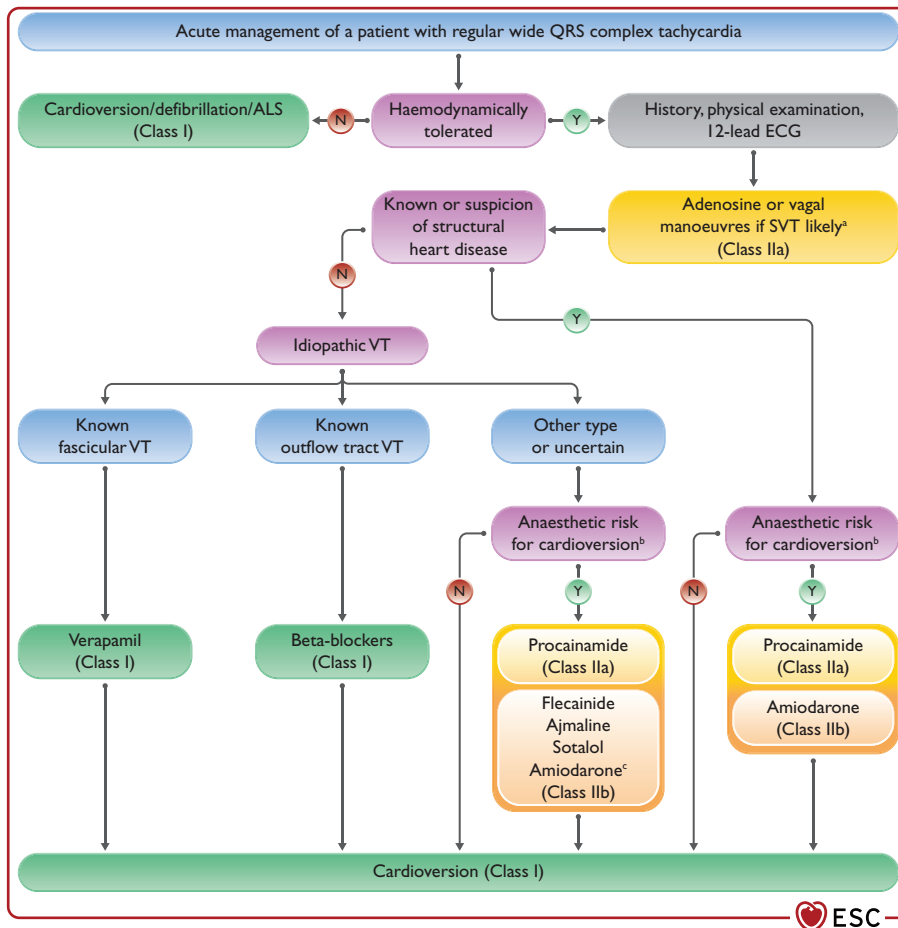 Acute management of a patient with regular wide QRS complex tachycardia
Cardioversion/defibrillation/ALS
(Class I)
N
Haemodynamically
tolerated
Y
History, physical examination,
12-lead ECG
Known or suspicion
of structural
heart disease
Adenosine or vagal
manoeuvres if SVT likelyᵃ
(Class IIa)
N
Y
Idiopathic VT
Known
fascicular VT
Known
outflow tract VT
Other type
or uncertain
Anaesthetic risk
for cardioversionᵇ
Anaesthetic risk
for cardioversionᵇ
N
Y
N
Y
Verapamil
(Class I)
Beta-blockers
(Class I)
Procainamide
(Class IIa)
Flecainide
Ajmaline
Sotalol
Amiodaroneᶜ
(Class IIb)
Procainamide
(Class IIa)
Amiodarone
(Class IIb)
Cardioversion (Class I)
ESC